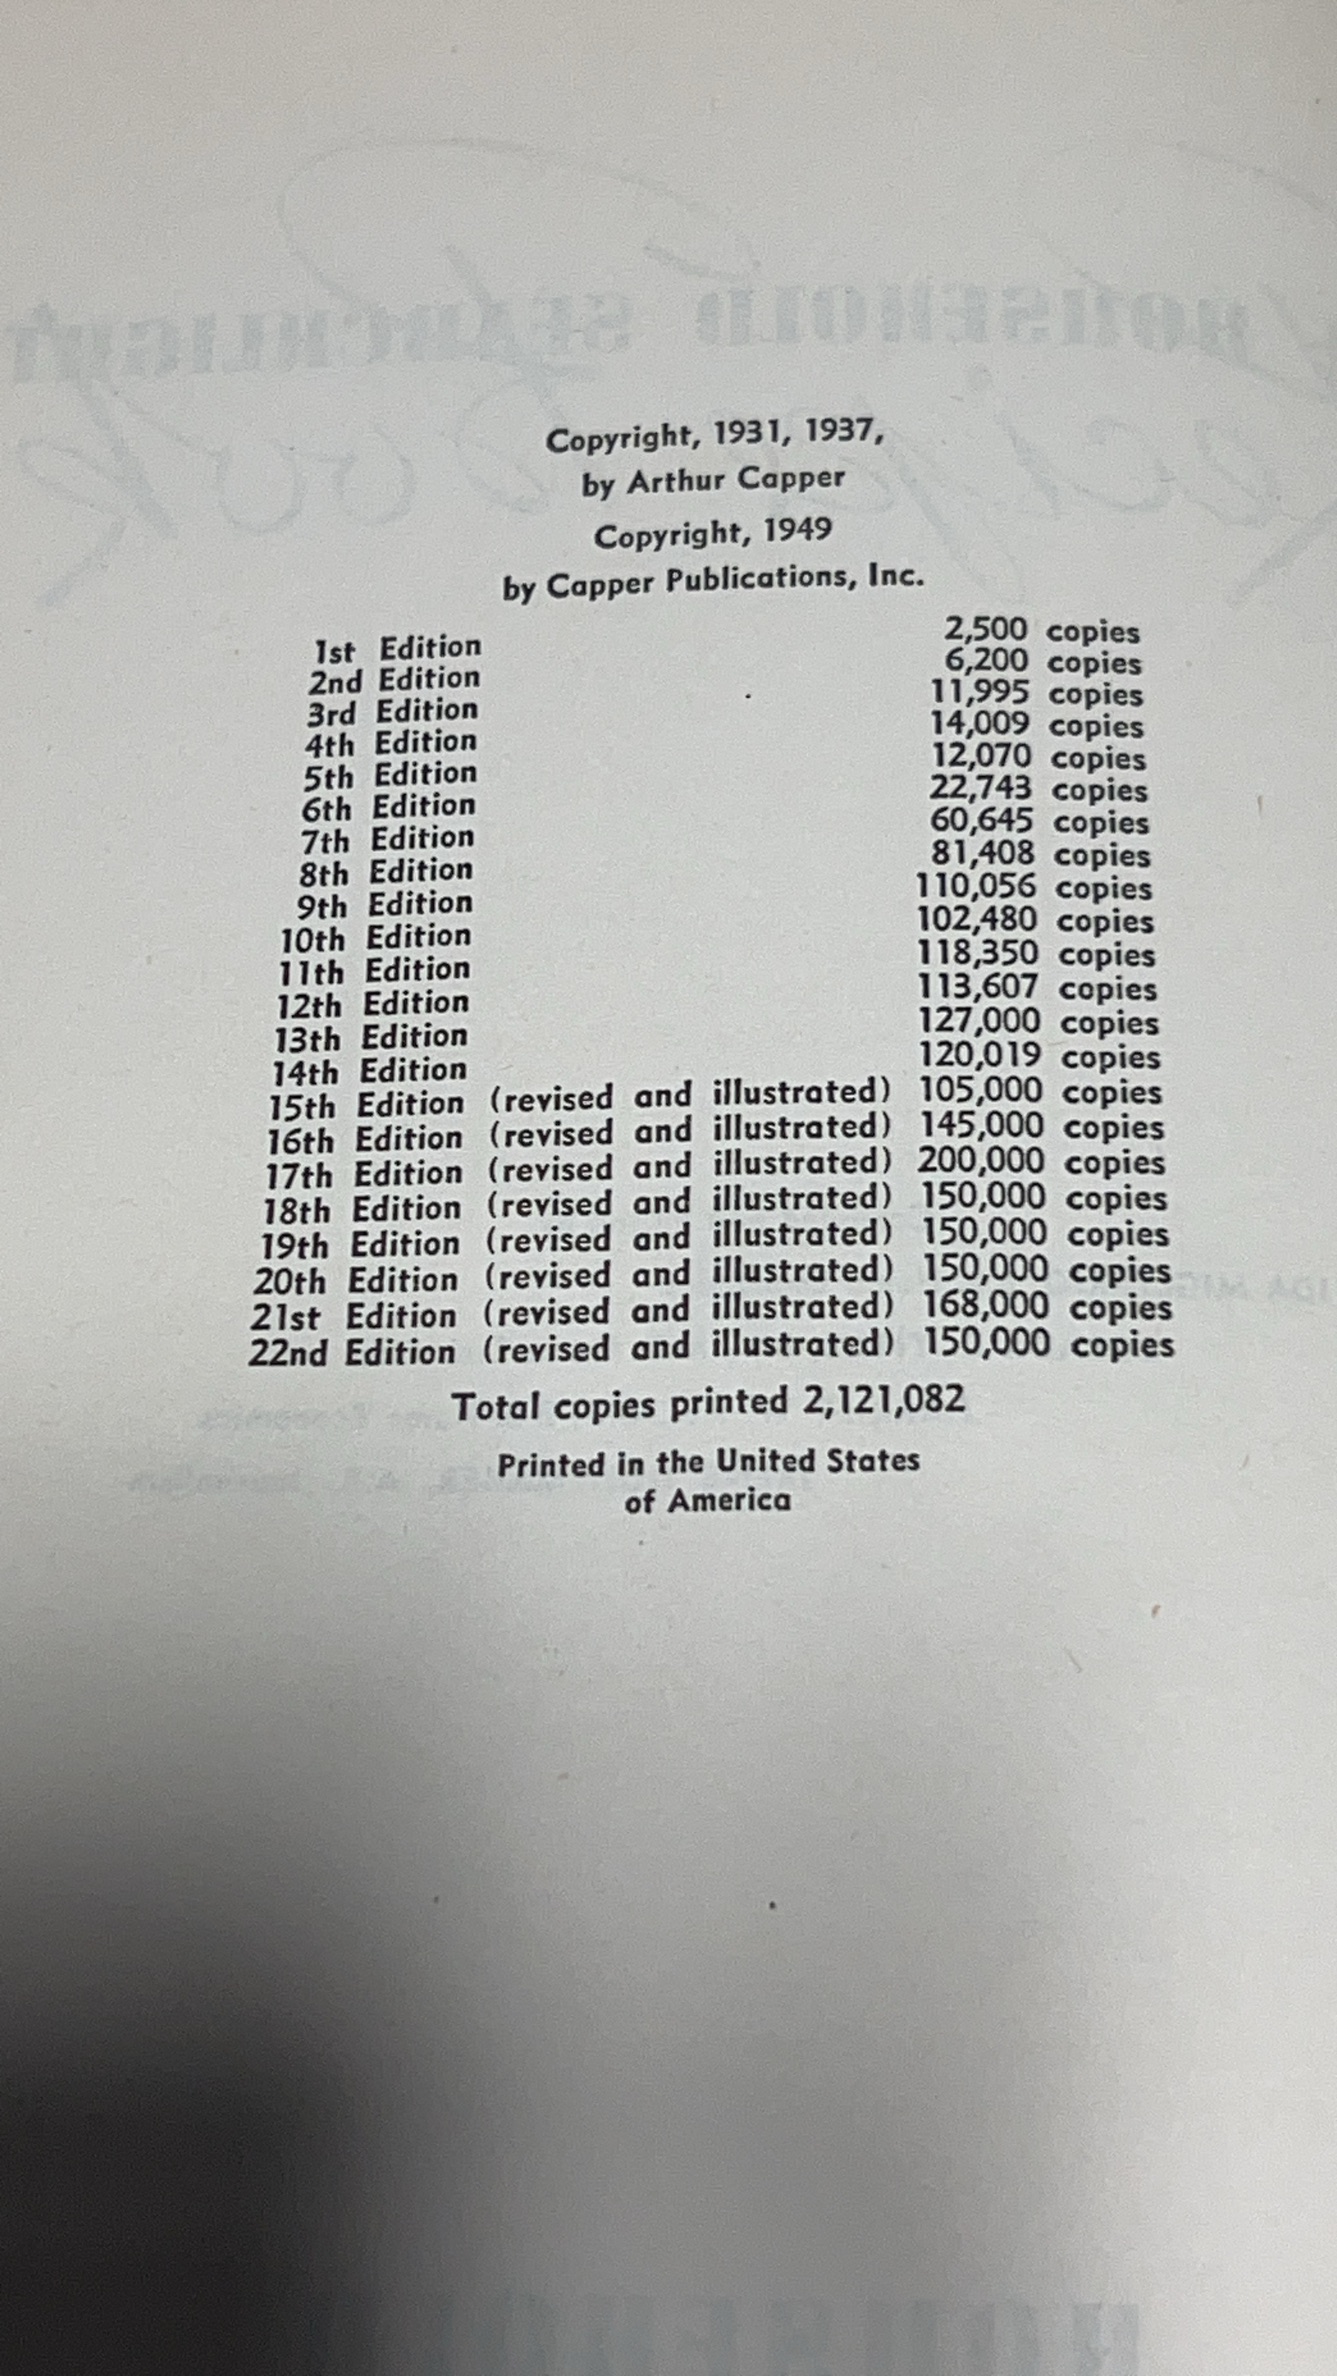 Copyright, 1931, 1937,
by Arthur Capper
Copyright, 1949
by Capper Publications, Inc.
1st Edition 2,500 copies
2nd Edition 6,200 copies
3rd Edition 11,995 copies
4th Edition 14,009 copies
5th Edition 12,070 copies
6th Edition 22,743 copies
7th Edition 60,645 copies
8th Edition 81,408 copies
9th Edition 110,056 copies
10th Edition 102,480 copies
11th Edition 118,350 copies
12th Edition 113,607 copies
13th Edition 127,000 copies
14th Edition 120,019 copies
15th Edition (revised and illustrated) 105,000 copies
16th Edition (revised and illustrated) 145,000 copies
17th Edition (revised and illustrated) 200,000 copies
18th Edition (revised and illustrated) 150,000 copies
19th Edition (revised and illustrated) 150,000 copies
20th Edition (revised and illustrated) 150,000 copies
21st Edition (revised and illustrated) 168,000 copies
22nd Edition (revised and illustrated) 150,000 copies
Total copies printed 2,121,082
Printed in the United States
of America